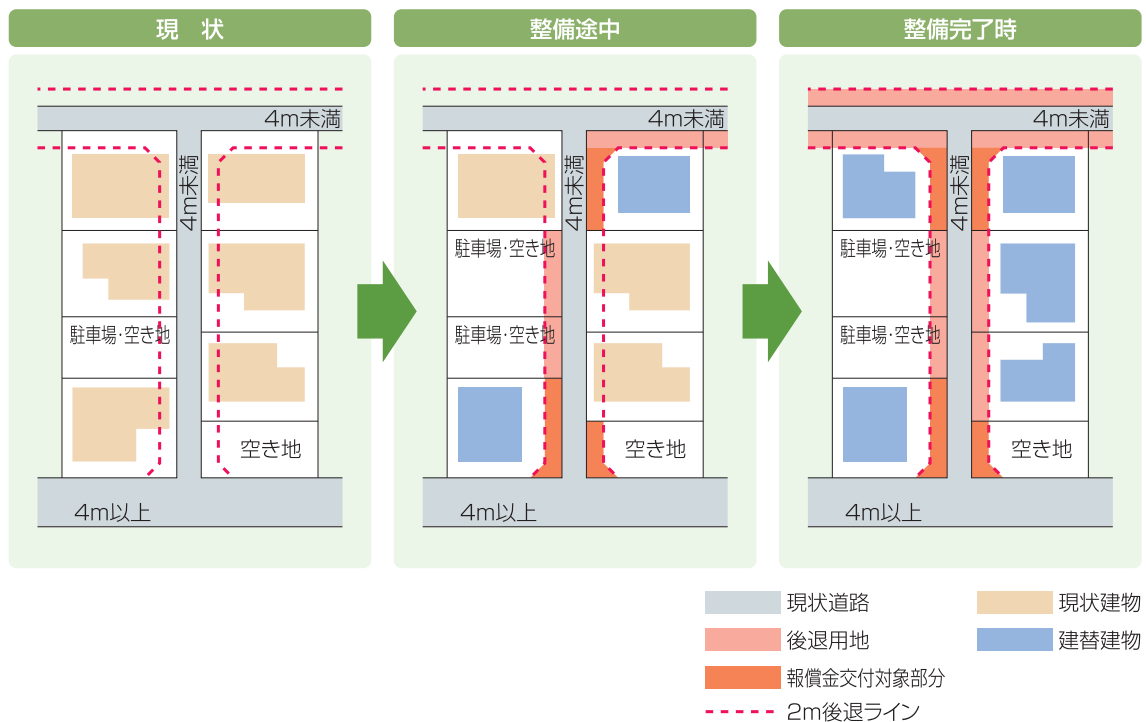 現 状
整備途中
整備完了時
4m未満
4m未満
駐車場・空き地
駐車場・空き地
空き地
4m以上
4m未満
4m未満
駐車場・空き地
駐車場・空き地
空き地
4m以上
4m未満
4m未満
駐車場・空き地
駐車場・空き地
空き地
4m以上
現状道路
現状建物
後退用地
建替建物
報償金交付対象部分
2m後退ライン